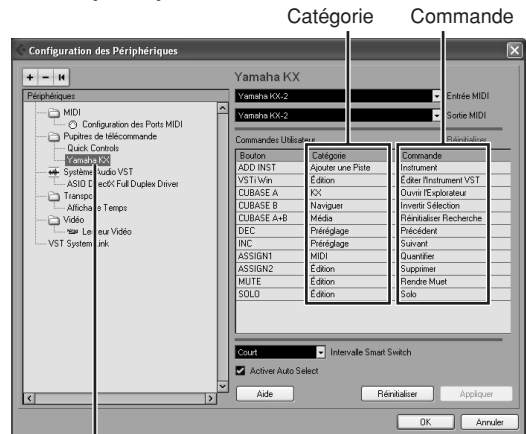 Catégorie Commande
Configuration des Périphériques
Périphériques
MIDI
Configuration des Ports MIDI
Pupitres de télécommande
Quick Controls
Yamaha KX
Système Audio VST
ASIO DirectX Full Duplex Driver
Transport
Affichage Temps
Vidéo
Lecteur Vidéo
VST System Link
Yamaha KX
Yamaha KX-2 Entrée MIDI
Yamaha KX-2 Sortie MIDI
Commandes Utilisateur Réinitialiser
Bouton Catégorie Commande
ADD INST Ajouter une Piste Instrument
VSTi Win Édition Éditer l'Instrument VST
CUBASE A KX Ouvrir l'Explorateur
CUBASE B Naviguer Invertir Sélection
CUBASE A+B Média Réinitialiser Recherche
DEC Préréglage Précédent
INC Préréglage Suivant
ASSIGN1 MIDI Quantifier
ASSIGN2 Édition Supprimer
MUTE Édition Rendre Muet
SOLO Édition Solo
Court Intervalle Smart Switch
Activer Auto Select
Aide Réinitialiser Appliquer
OK Annuler